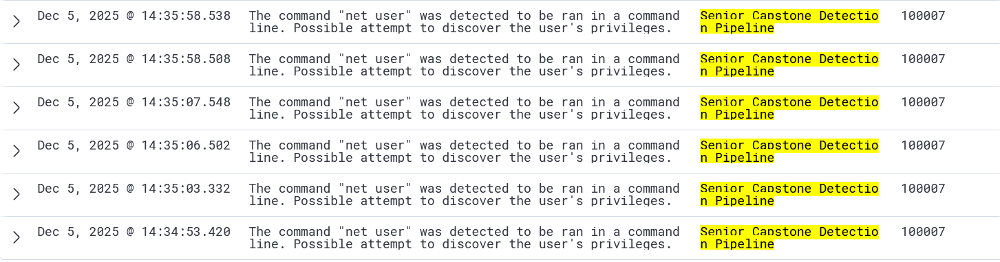 Dec 5, 2025 @ 14:35:58.538 The command "net user" was detected to be ran in a command Senior Capstone Detectio 100007
line. Possible attempt to discover the user's privileges. n Pipeline
Dec 5, 2025 @ 14:35:58.508 The command "net user" was detected to be ran in a command Senior Capstone Detectio 100007
line. Possible attempt to discover the user's privileges. n Pipeline
Dec 5, 2025 @ 14:35:07.548 The command "net user" was detected to be ran in a command Senior Capstone Detectio 100007
line. Possible attempt to discover the user's privileges. n Pipeline
Dec 5, 2025 @ 14:35:06.502 The command "net user" was detected to be ran in a command Senior Capstone Detectio 100007
line. Possible attempt to discover the user's privileges. n Pipeline
Dec 5, 2025 @ 14:35:03.332 The command "net user" was detected to be ran in a command Senior Capstone Detectio 100007
line. Possible attempt to discover the user's privileges. n Pipeline
Dec 5, 2025 @ 14:34:53.420 The command "net user" was detected to be ran in a command Senior Capstone Detectio 100007
line. Possible attempt to discover the user's privileges. n Pipeline